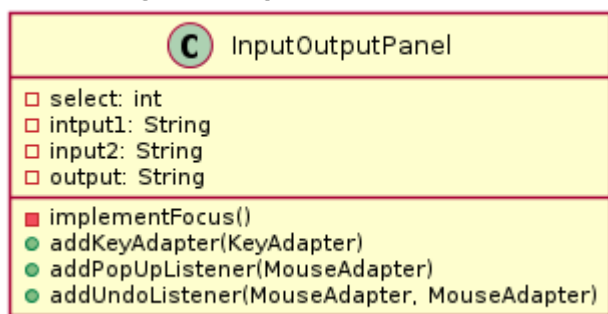 C InputOutputPanel
select: int
intput1: String
input2: String
output: String
implementFocus()
addKeyAdapter(KeyAdapter)
addPopUpListener(MouseAdapter)
addUndoListener(MouseAdapter, MouseAdapter)